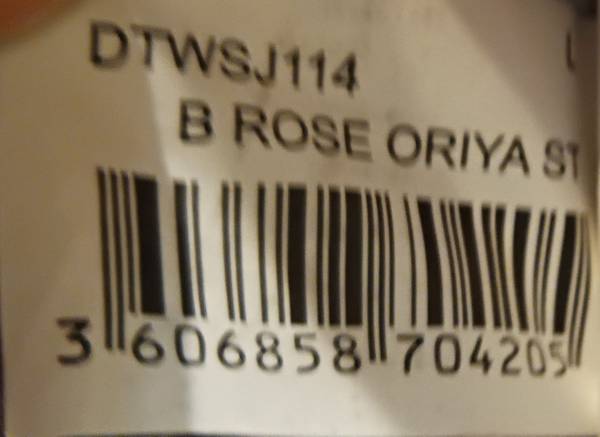 DTWSJ114 L
B ROSE ORIYA ST
3 606858 704205